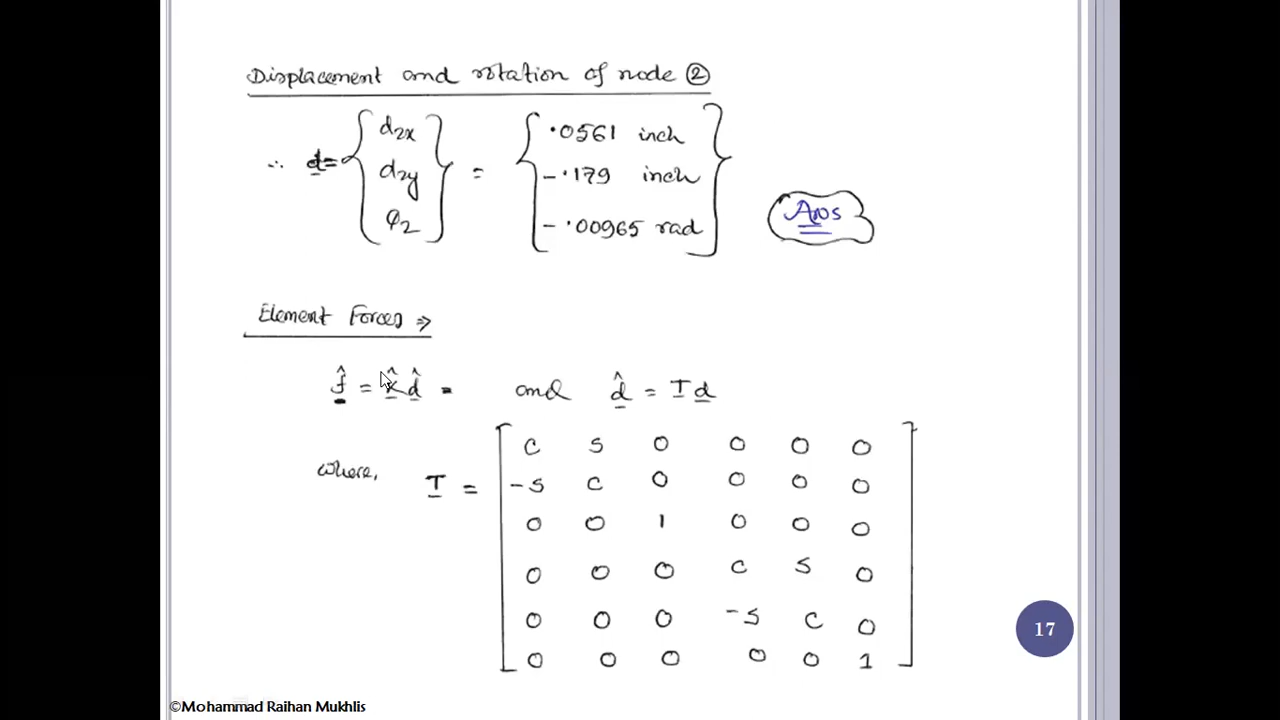 Displacement and rotation of node ②
∴ d = { d2x } = { .0561 inch }
{ d2y } { -.179 inch }
{ φ2 } { -.00965 rad }
Ans
Element Forces ⇒
f̂ = k̂ d̂ - and d̂ = T d
where, T =
[ C S 0 0 0 0 ]
[ -S C 0 0 0 0 ]
[ 0 0 1 0 0 0 ]
[ 0 0 0 C S 0 ]
[ 0 0 0 -S C 0 ]
[ 0 0 0 0 0 1 ]
17
©Mohammad Raihan Mukhlis